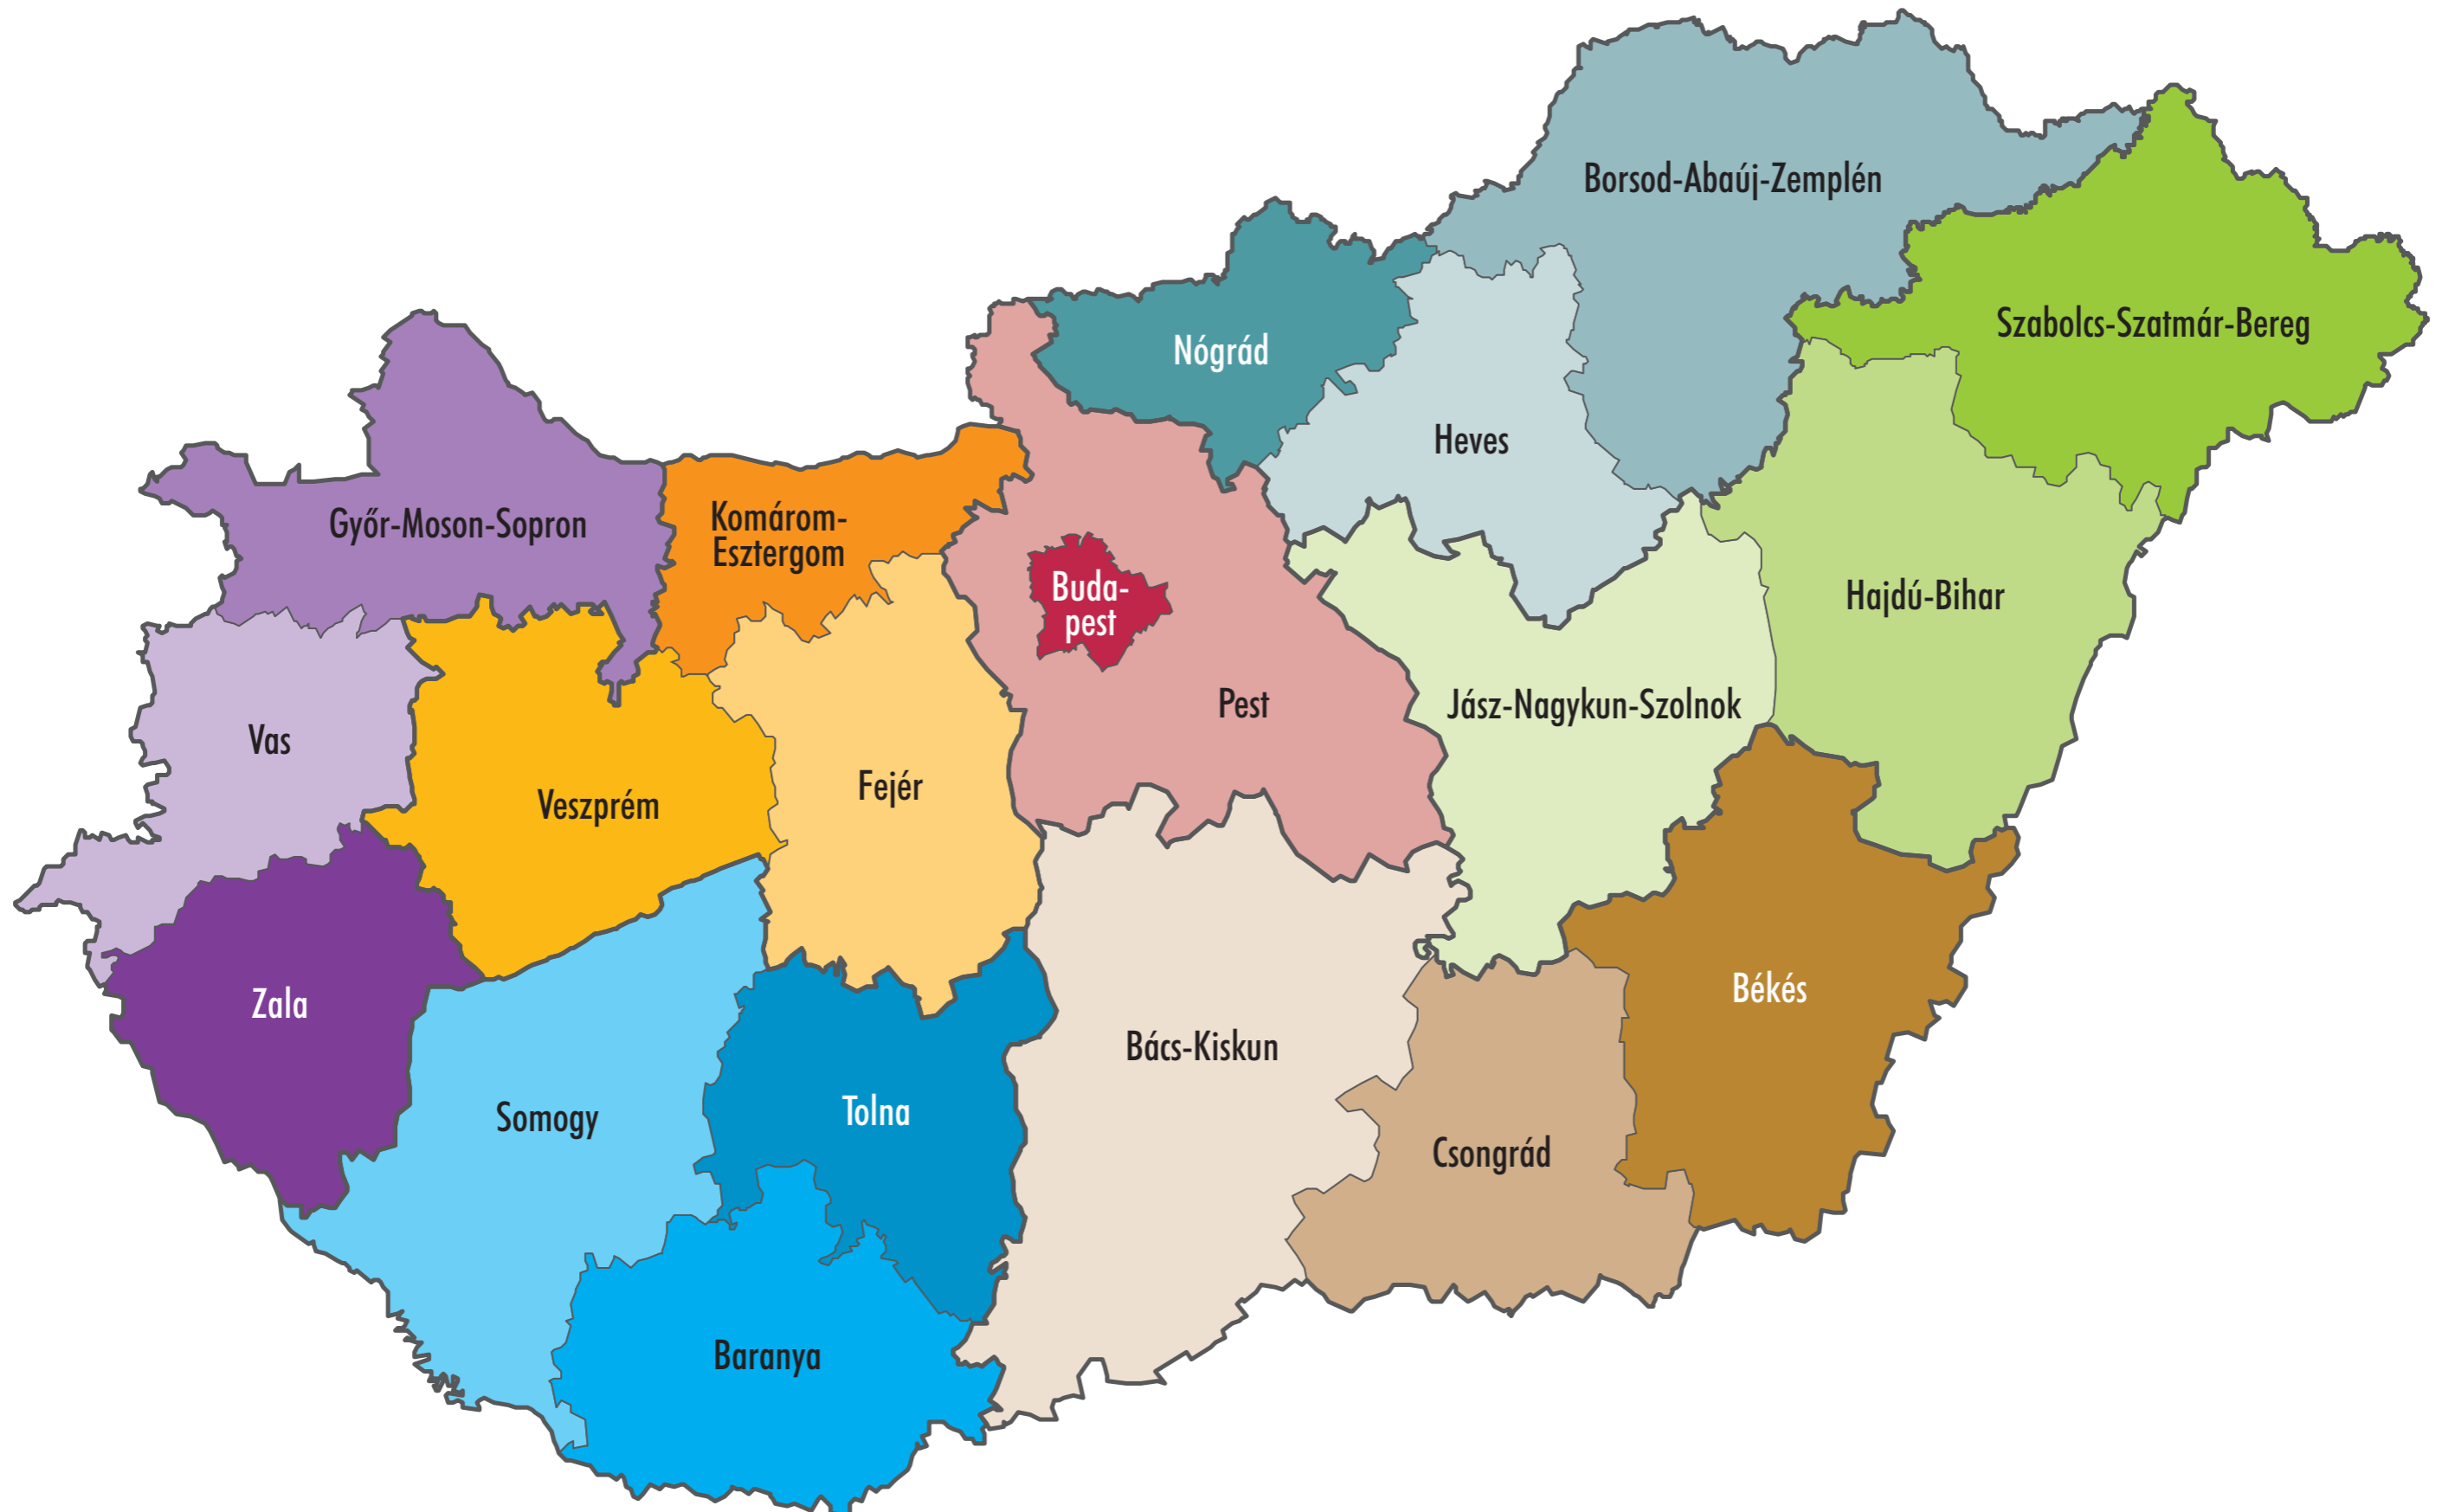 Borsod-Abaúj-Zemplén
Szabolcs-Szatmár-Bereg
Nógrád
Heves
Győr-Moson-Sopron
Komárom-
Esztergom
Buda-
pest
Hajdú-Bihar
Pest
Jász-Nagykun-Szolnok
Vas
Veszprém
Fejér
Zala
Békés
Bács-Kiskun
Somogy
Tolna
Csongrád
Baranya